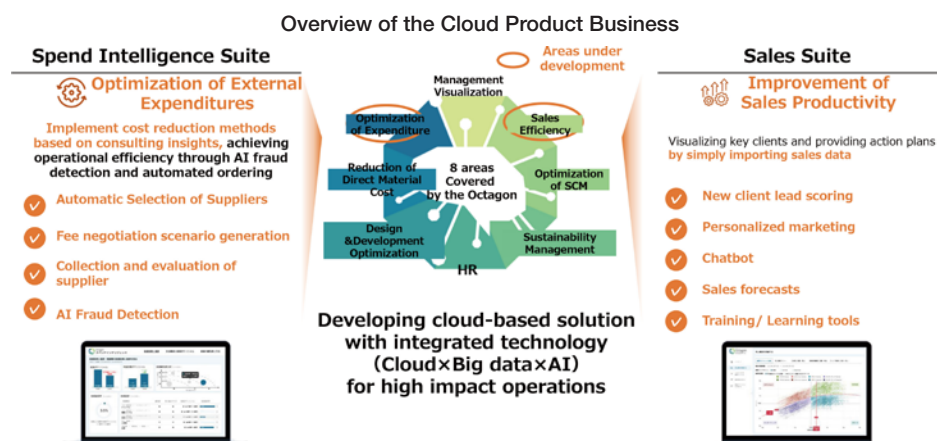 Overview of the Cloud Product Business
Spend Intelligence Suite
Optimization of External
Expenditures
Implement cost reduction methods
based on consulting insights, achieving
operational efficiency through AI fraud
detection and automated ordering
Automatic Selection of Suppliers
Fee negotiation scenario generation
Collection and evaluation of
supplier
AI Fraud Detection
Areas under
development
Management
Visualization
Optimization
of Expenditure
Sales
Efficiency
Reduction of
Direct Material
Cost
8 areas
Covered
by the Octagon
Optimization
of SCM
Design
&Development
Optimization
Sustainability
Management
HR
Developing cloud-based solution
with integrated technology
(Cloud×Big data×AI)
for high impact operations
Sales Suite
Improvement of
Sales Productivity
Visualizing key clients and providing action plans
by simply importing sales data
New client lead scoring
Personalized marketing
Chatbot
Sales forecasts
Training/ Learning tools